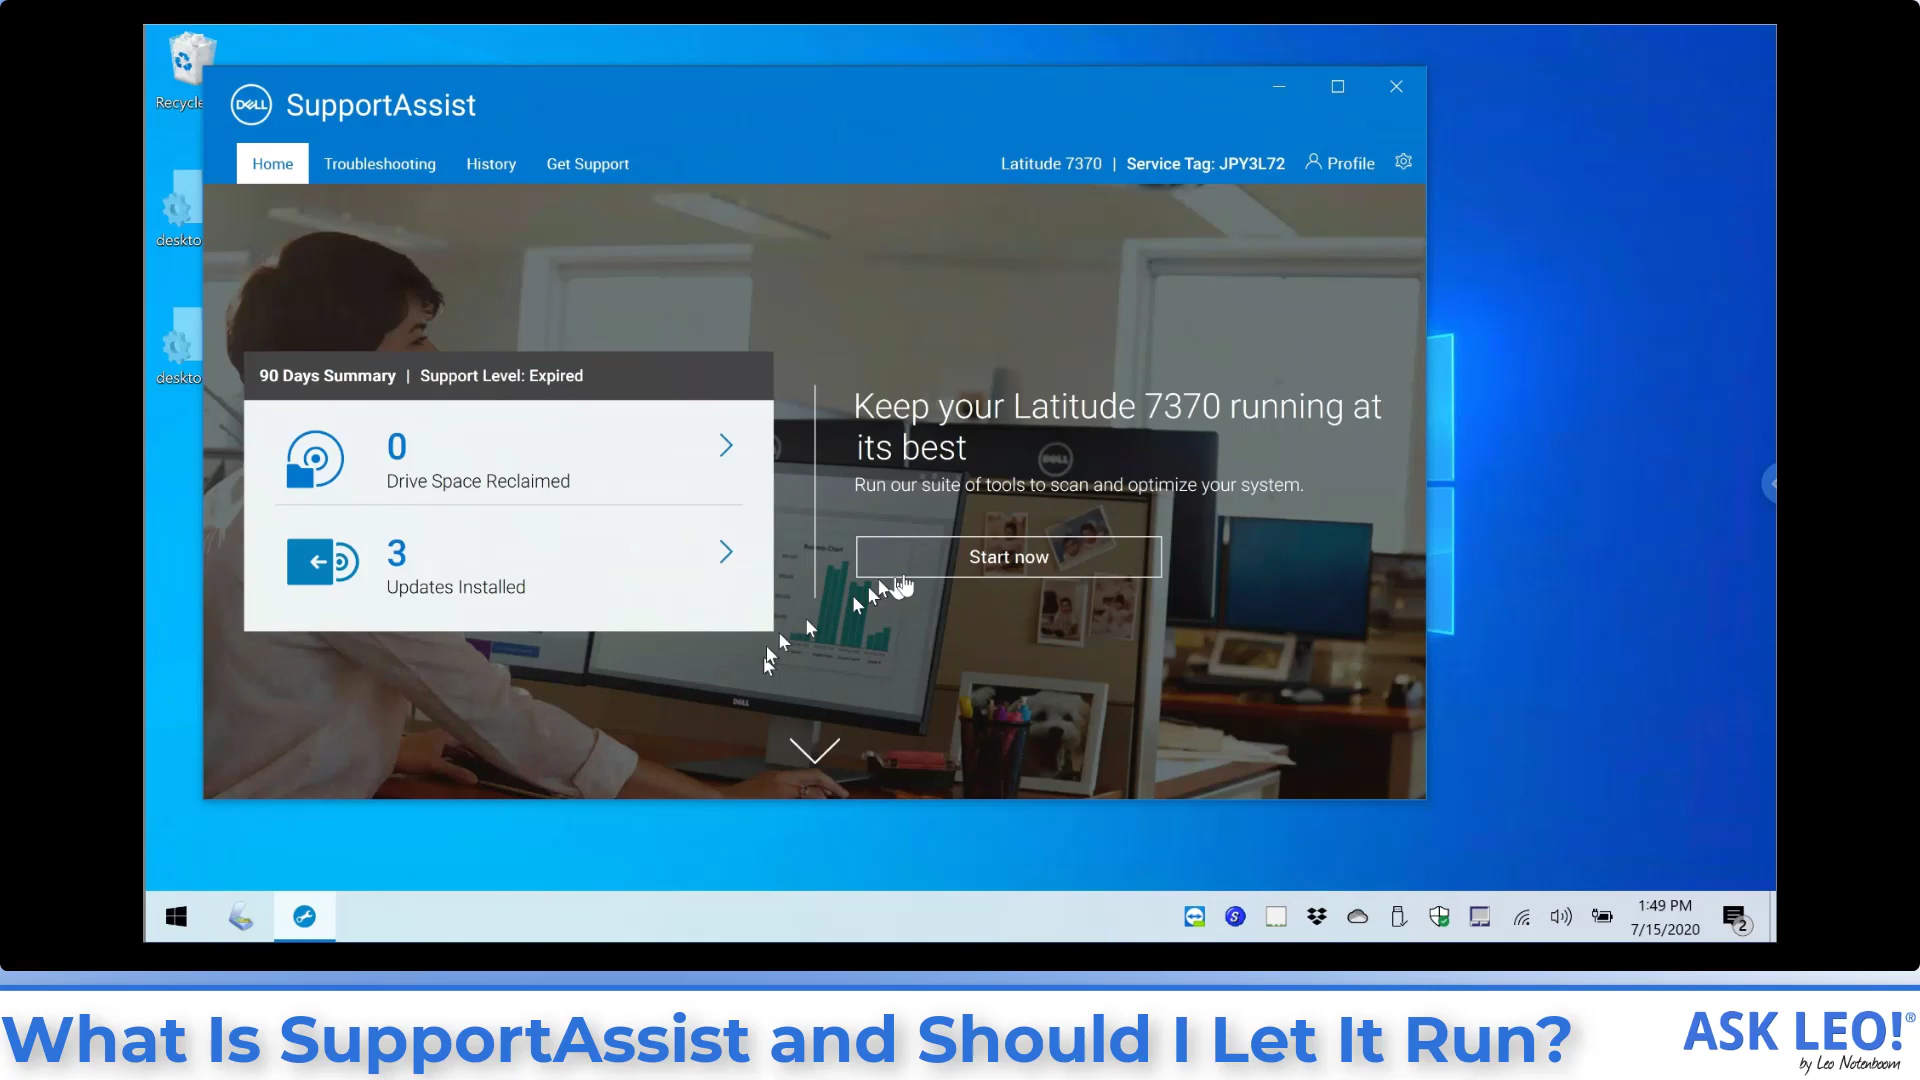 Recycle
DELL SupportAssist
Home Troubleshooting History Get Support
Latitude 7370 | Service Tag: JPY3L72 Profile
deskto
deskto
90 Days Summary | Support Level: Expired
0
Drive Space Reclaimed
3
Updates Installed
Keep your Latitude 7370 running at
its best
Run our suite of tools to scan and optimize your system.
Start now
DELL
DELL
S
1:49 PM
7/15/2020
2
What Is SupportAssist and Should I Let It Run?
ASK LEO!®
by Leo Notenboom